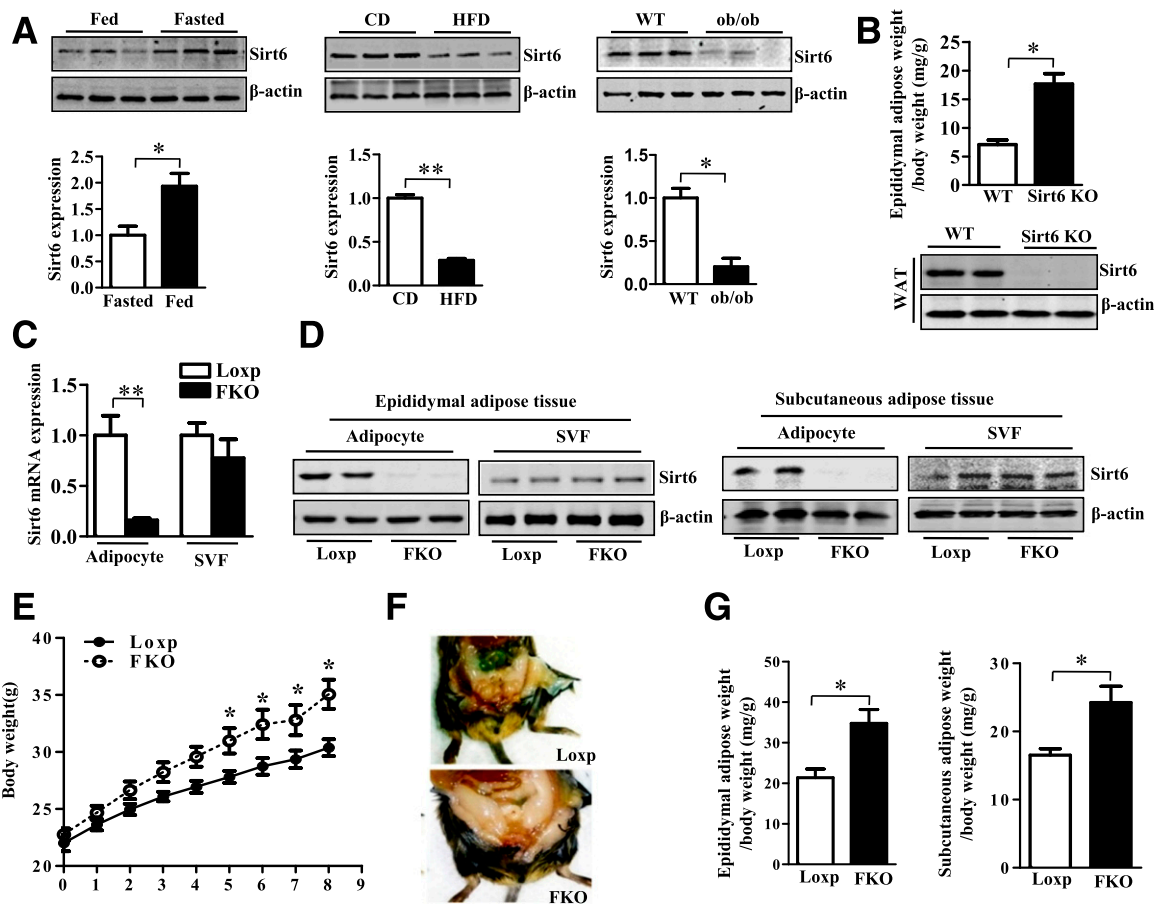 A
Fed Fasted
Sirt6
β-actin
CD HFD
Sirt6
β-actin
WT ob/ob
Sirt6
β-actin
Sirt6 expression
2.5
2.0
1.5
1.0
0.5
0.0
*
Fasted Fed
Sirt6 expression
1.5
1.0
0.5
0.0
**
CD HFD
Sirt6 expression
1.5
1.0
0.5
0.0
*
WT ob/ob
B
Epididymal adipose weight
/body weight (mg/g)
25
20
15
10
5
0
*
WT Sirt6 KO
WT Sirt6 KO
WAT
Sirt6
β-actin
C
Sirt6 mRNA expression
1.5
1.0
0.5
0.0
**
Loxp
FKO
Adipocyte SVF
D
Epididymal adipose tissue
Adipocyte SVF
Sirt6
β-actin
Loxp FKO Loxp FKO
Subcutaneous adipose tissue
Adipocyte SVF
Sirt6
β-actin
Loxp FKO Loxp FKO
E
Body weight(g)
40
35
30
25
20
Loxp
FKO
* * * *
0 1 2 3 4 5 6 7 8 9
F
Loxp
FKO
G
Epididymal adipose weight
/body weight (mg/g)
50
40
30
20
10
0
*
Loxp FKO
Subcutaneous adipose weight
/body weight (mg/g)
30
20
10
0
*
Loxp FKO